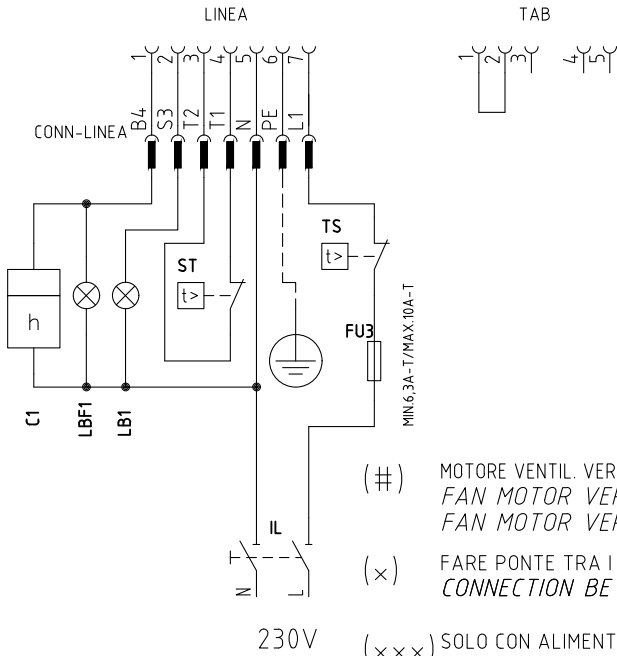 LINEA
TAB
1 2 3 4 5 6 7
1 2 3 4 5
CONN-LINEA
B4 S3 T2 T1 N PE L1
TS
t>
ST
t>
h
FU3
MIN.6,3A-T/MAX.10A-T
C1
LBF1
LB1
(#) MOTORE VENTIL. VER
FAN MOTOR VER
FAN MOTOR VER
IL
(x) FARE PONTE TRA I
CONNECTION BE
N L
230V
(xxx) SOLO CON ALIMENT